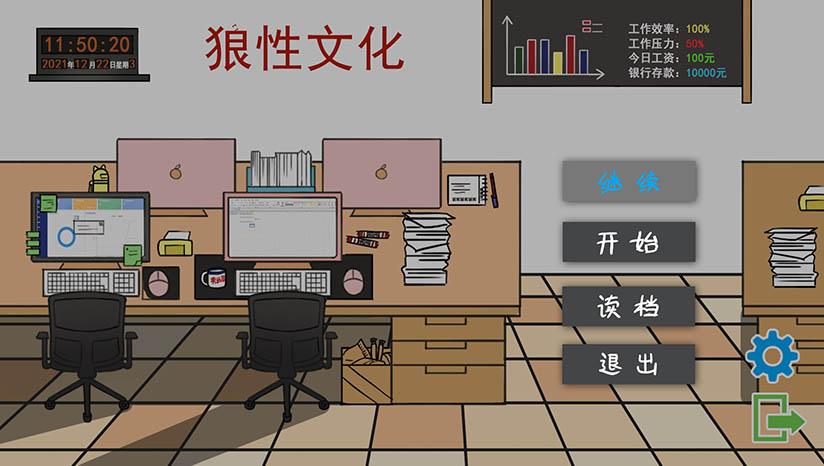 11:50:20
2021年12月22日星期3
狼性文化
工作效率：100%
工作压力：50%
今日工资：100元
银行存款：10000元
继续
开始
读档
退出